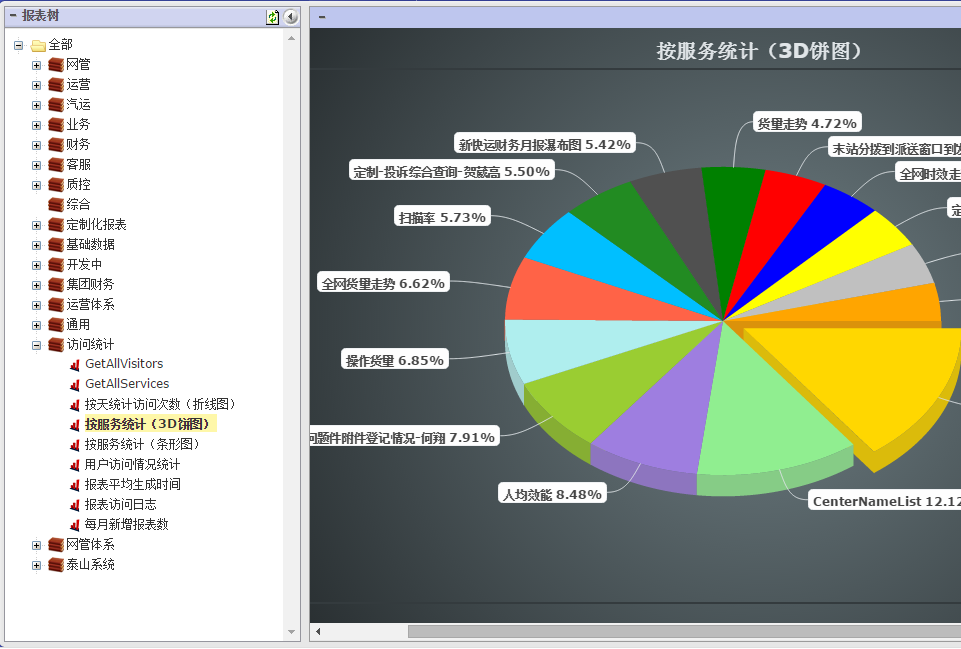 报表树
全部
网管
运营
汽运
业务
财务
客服
质控
综合
定制化报表
基础数据
开发中
集团财务
运营体系
通用
访问统计
GetAllVisitors
GetAllServices
按天统计访问次数（折线图）
按服务统计（3D饼图）
按服务统计（条形图）
用户访问情况统计
报表平均生成时间
报表访问日志
每月新增报表数
网管体系
泰山系统
按服务统计（3D饼图）
货量走势 4.72%
新快运财务月报瀑布图 5.42%
末站分拨到派送窗口到
定制-投诉综合查询-贺葳高 5.50%
全网时效走
定
扫描率 5.73%
全网货量走势 6.62%
操作货量 6.85%
问题件附件登记情况-何翔 7.91%
人均效能 8.48%
CenterNameList 12.12